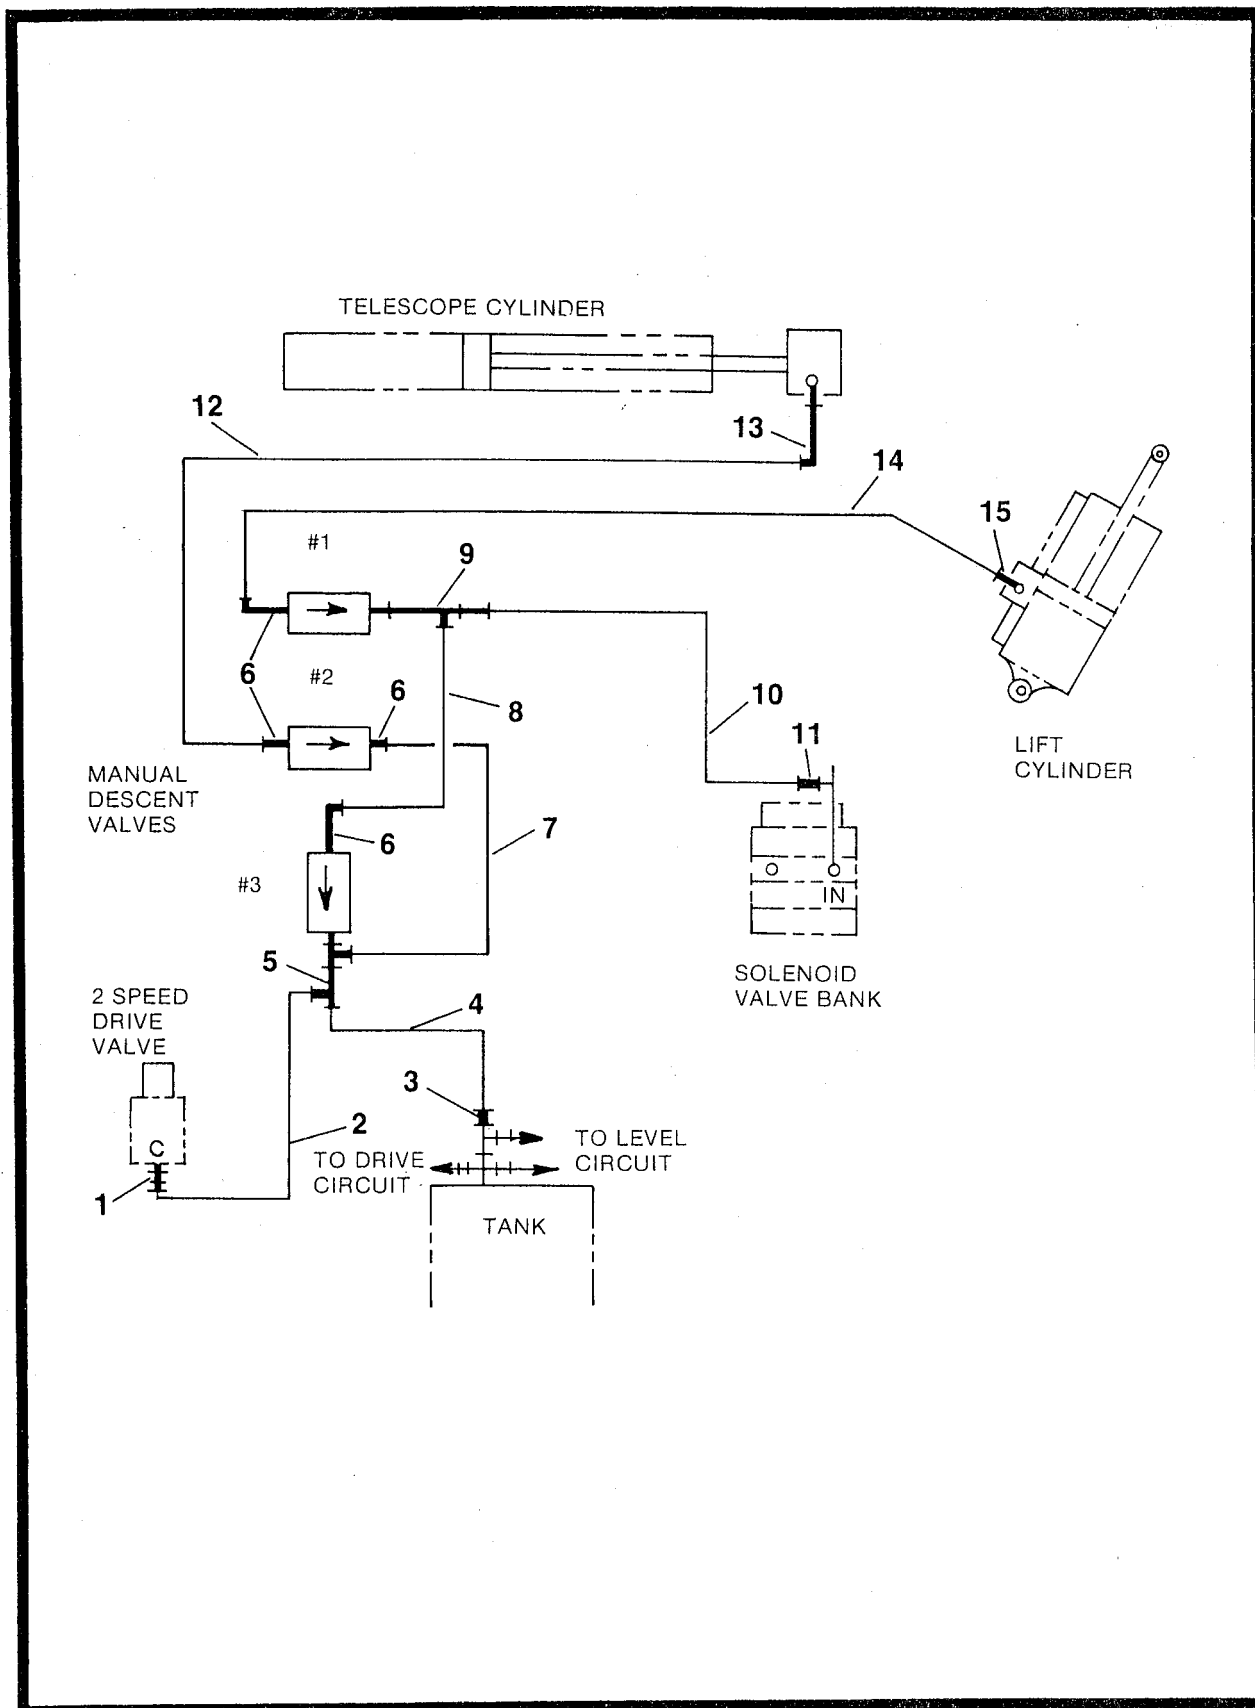 TELESCOPE CYLINDER
12
13
14
15
#1
9
6
#2
6
8
10
11
LIFT
CYLINDER
MANUAL
DESCENT
VALVES
6
7
#3
IN
5
SOLENOID
VALVE BANK
2 SPEED
DRIVE
VALVE
4
3
2
C
TO LEVEL
CIRCUIT
TO DRIVE
CIRCUIT
1
TANK